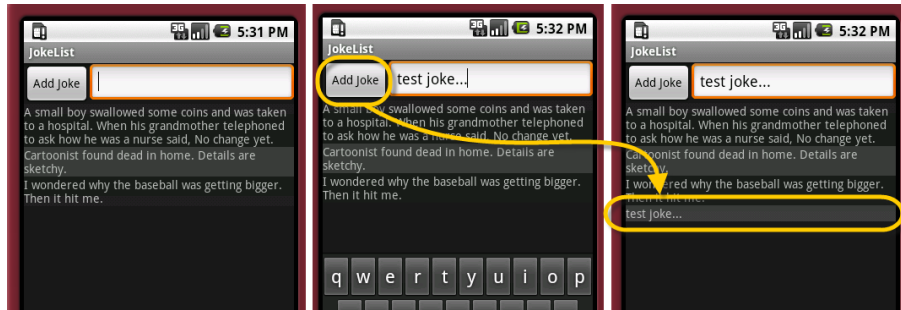 3G 5:31 PM
JokeList
Add Joke
A small boy swallowed some coins and was taken
to a hospital. When his grandmother telephoned
to ask how he was a nurse said, No change yet.
Cartoonist found dead in home. Details are
sketchy.
I wondered why the baseball was getting bigger.
Then it hit me.
3G 5:32 PM
JokeList
Add Joke test joke...
A small boy swallowed some coins and was taken
to a hospital. When his grandmother telephoned
to ask how he was a nurse said, No change yet.
Cartoonist found dead in home. Details are
sketchy.
I wondered why the baseball was getting bigger.
Then it hit me.
q w e r t y u i o p
3G 5:32 PM
JokeList
Add Joke test joke...
A small boy swallowed some coins and was taken
to a hospital. When his grandmother telephoned
to ask how he was a nurse said, No change yet.
Cartoonist found dead in home. Details are
sketchy.
I wondered why the baseball was getting bigger.
Then it hit me.
test joke...